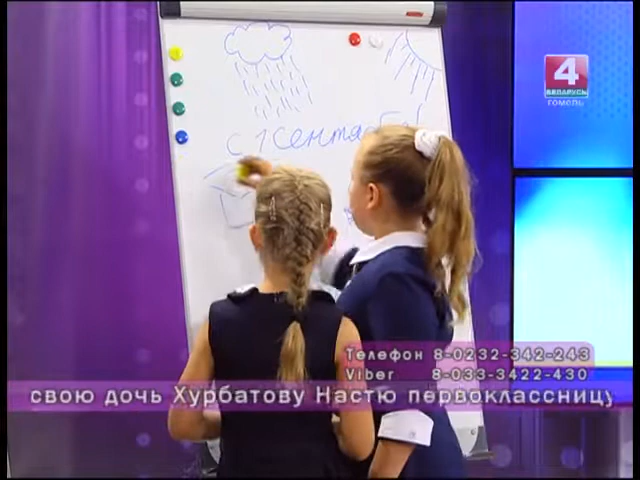 4
БЕЛАРУСЬ
ГОМЕЛЬ
С 1 Сентября!
Телефон 8-0232-342-243
Viber 8-033-3422-430
свою дочь Хурбатову Настю первоклассницу